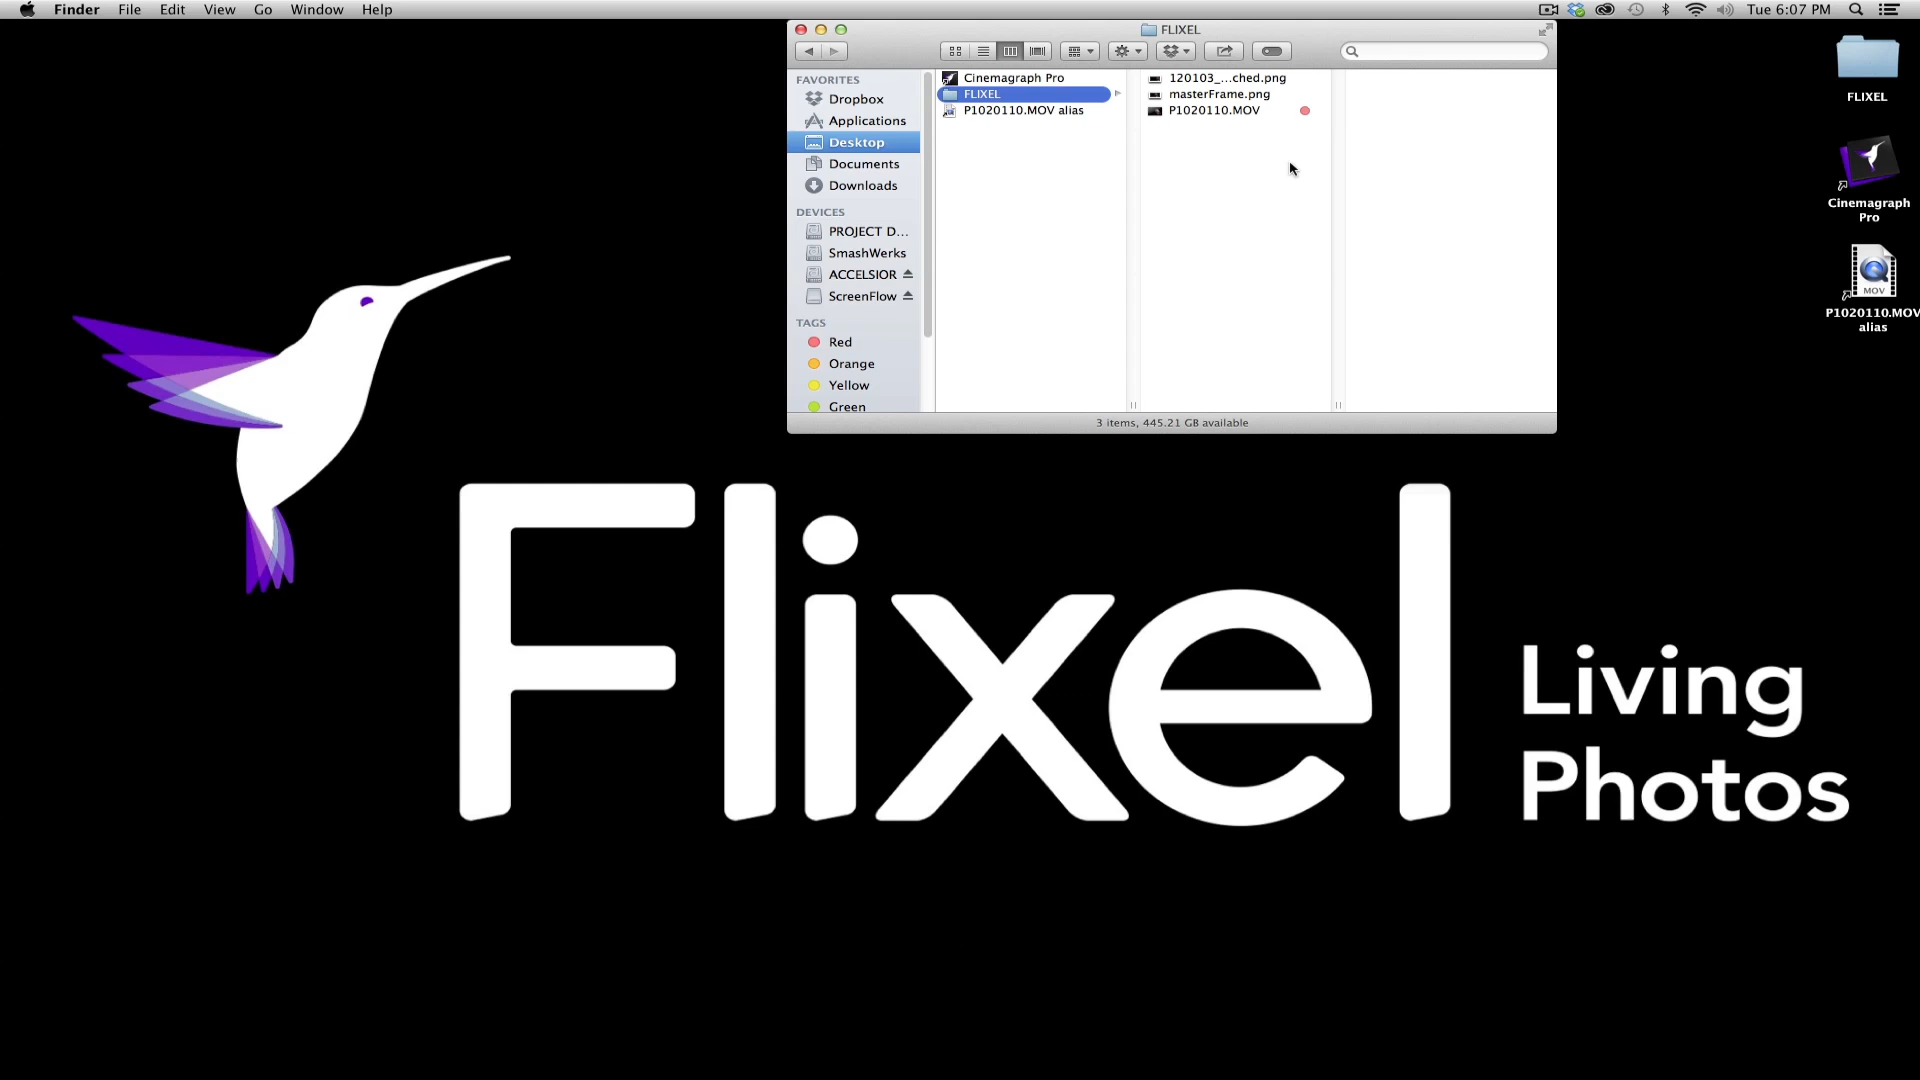 Finder File Edit View Go Window Help
Tue 6:07 PM
FLIXEL
FAVORITES
Dropbox
Applications
Desktop
Documents
Downloads
DEVICES
PROJECT D...
SmashWerks
ACCELSIOR
ScreenFlow
TAGS
Red
Orange
Yellow
Green
Cinemagraph Pro
FLIXEL
P1020110.MOV alias
120103_...ched.png
masterFrame.png
P1020110.MOV
3 items, 445.21 GB available
FLIXEL
Cinemagraph
Pro
MOV
P1020110.MOV
alias
Flixel
Living
Photos